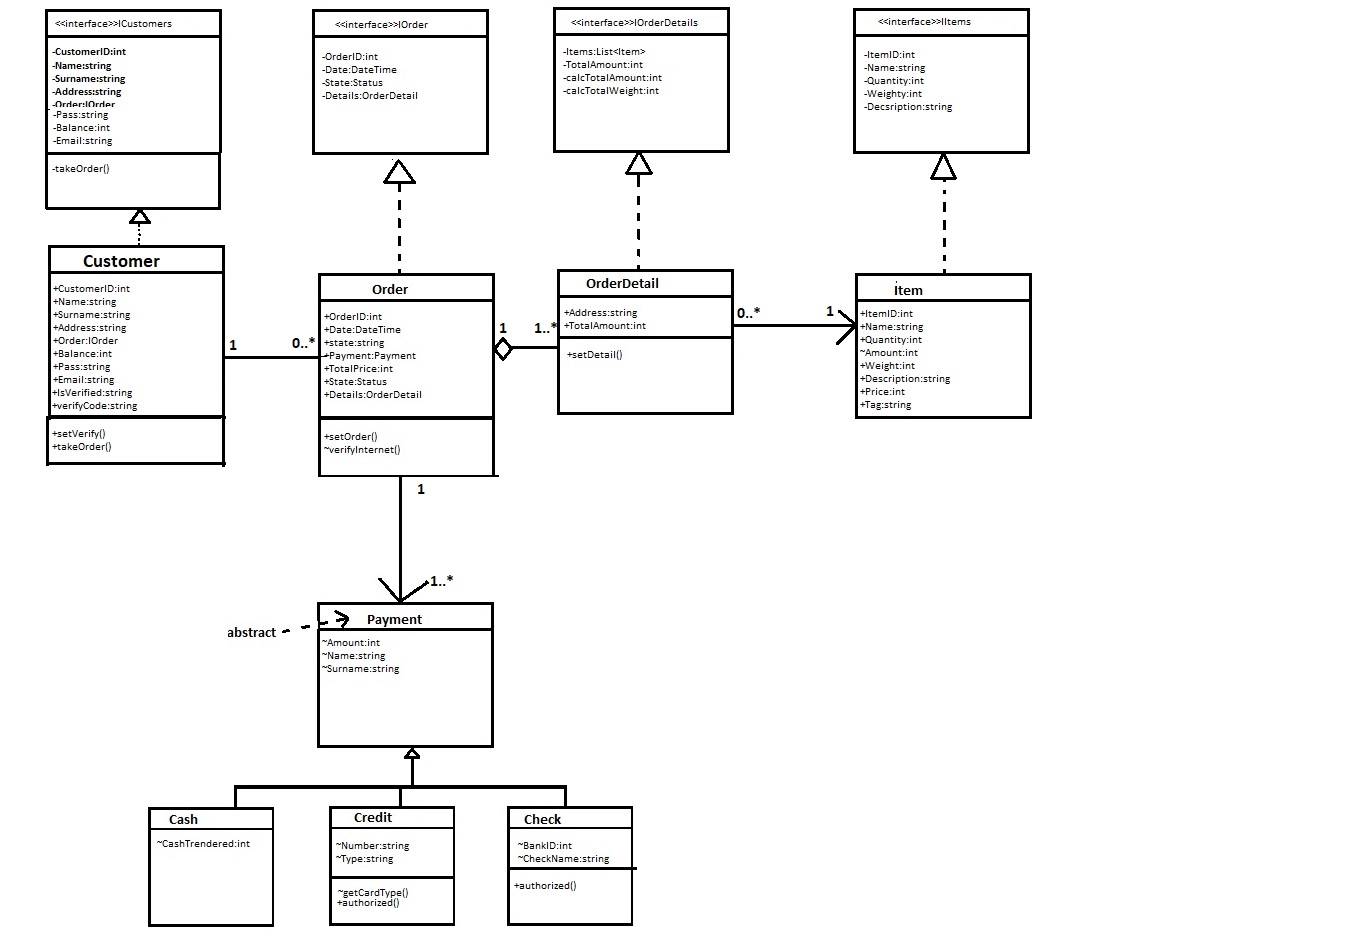 <<interface>>ICustomers
-CustomerID:int
-Name:string
-Surname:string
-Address:string
-Order:IOrder
-Pass:string
-Balance:int
-Email:string
-takeOrder()
<<interface>>IOrder
-OrderID:int
-Date:DateTime
-State:Status
-Details:OrderDetail
<<interface>>IOrderDetails
-Items:List<Item>
-TotalAmount:int
-calcTotalAmount:int
-calcTotalWeight:int
<<interface>>IItems
-ItemID:int
-Name:string
-Quantity:int
-Weighty:int
-Decsription:string
Customer
+CustomerID:int
+Name:string
+Surname:string
+Address:string
+Order:IOrder
+Balance:int
+Pass:string
+Email:string
+IsVerified:string
+verifyCode:string
+setVerify()
+takeOrder()
1
0..*
Order
+OrderID:int
+Date:DateTime
+state:string
+Payment:Payment
+TotalPrice:int
+State:Status
+Details:OrderDetail
+setOrder()
~verifyInternet()
1
1..*
OrderDetail
+Address:string
+TotalAmount:int
+setDetail()
0..*
1
İtem
+ItemID:int
+Name:string
+Quantity:int
~Amount:int
+Weight:int
+Description:string
+Price:int
+Tag:string
1
1..*
abstract
Payment
~Amount:int
~Name:string
~Surname:string
Cash
~CashTrendered:int
Credit
~Number:string
~Type:string
~getCardType()
+authorized()
Check
~BankID:int
~CheckName:string
+authorized()